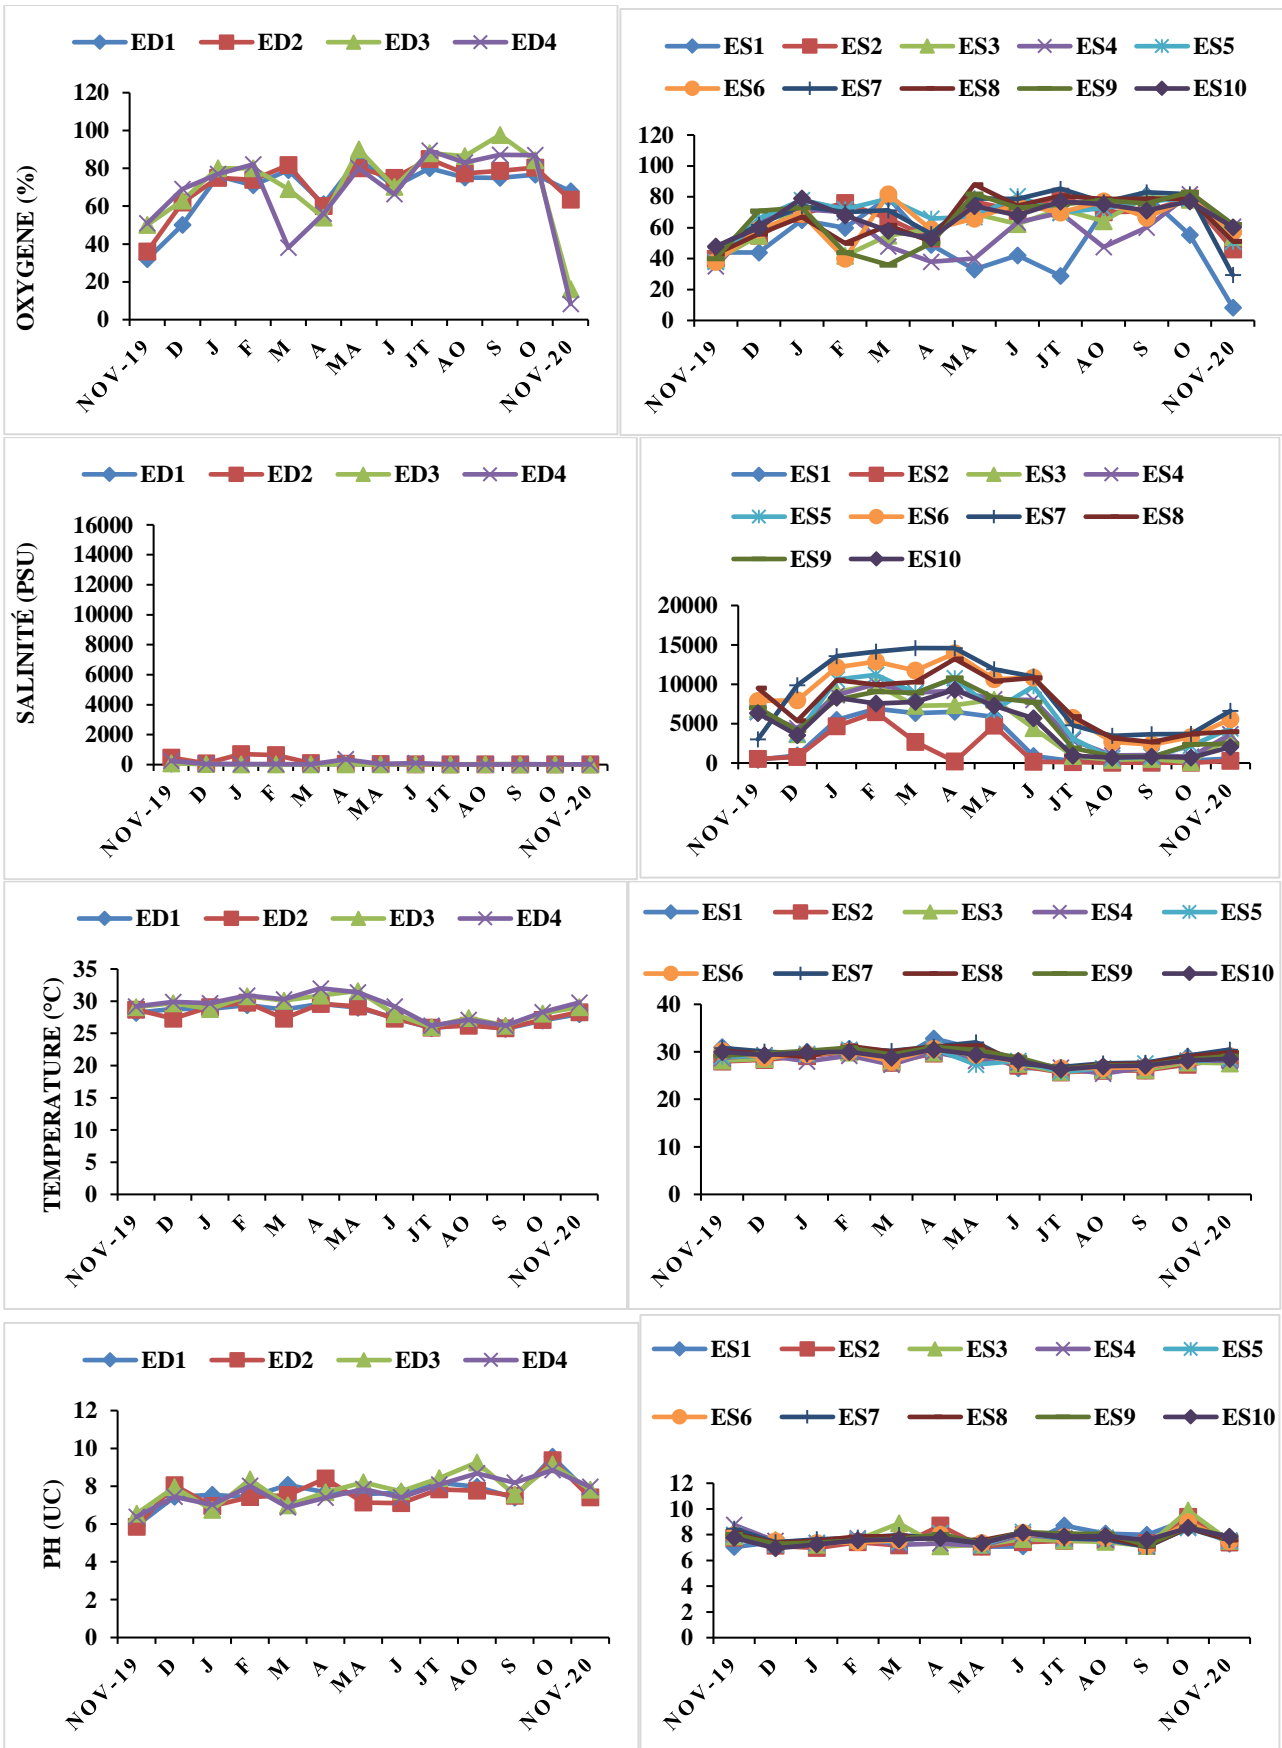 ED1 ED2 ED3 ED4
OXYGENE (%)
120
100
80
60
40
20
0
NOV-19 D J F M A MA J JT AO S O NOV-20
ES1 ES2 ES3 ES4 ES5
ES6 ES7 ES8 ES9 ES10
120
100
80
60
40
20
0
NOV-19 D J F M A MA J JT AO S O NOV-20
ED1 ED2 ED3 ED4
SALINITÉ (PSU)
16000
14000
12000
10000
8000
6000
4000
2000
0
NOV-19 D J F M A MA J JT AO S O NOV-20
ES1 ES2 ES3 ES4
ES5 ES6 ES7 ES8
ES9 ES10
20000
15000
10000
5000
0
NOV-19 D J F M A MA J JT AO S O NOV-20
ED1 ED2 ED3 ED4
TEMPERATURE (°C)
35
30
25
20
15
10
5
0
NOV-19 D J F M A MA J JT AO S O NOV-20
ES1 ES2 ES3 ES4 ES5
ES6 ES7 ES8 ES9 ES10
40
30
20
10
0
NOV-19 D J F M A MA J JT AO S O NOV-20
ED1 ED2 ED3 ED4
PH (UC)
12
10
8
6
4
2
0
NOV-19 D J F M A MA J JT AO S O NOV-20
ES1 ES2 ES3 ES4 ES5
ES6 ES7 ES8 ES9 ES10
12
10
8
6
4
2
0
NOV-19 D J F M A MA J JT AO S O NOV-20